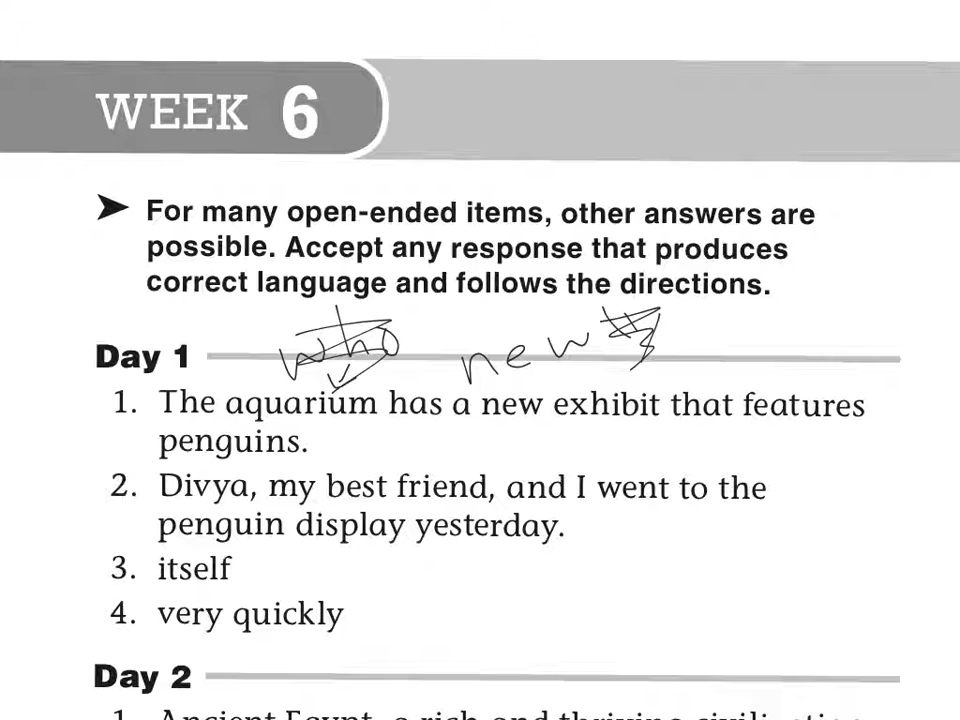 WEEK 6
➤ For many open-ended items, other answers are
possible. Accept any response that produces
correct language and follows the directions.
who new
Day 1
1. The aquarium has a new exhibit that features
penguins.
2. Divya, my best friend, and I went to the
penguin display yesterday.
3. itself
4. very quickly
Day 2
1. Ancient Egypt, a rich and thriving civilization